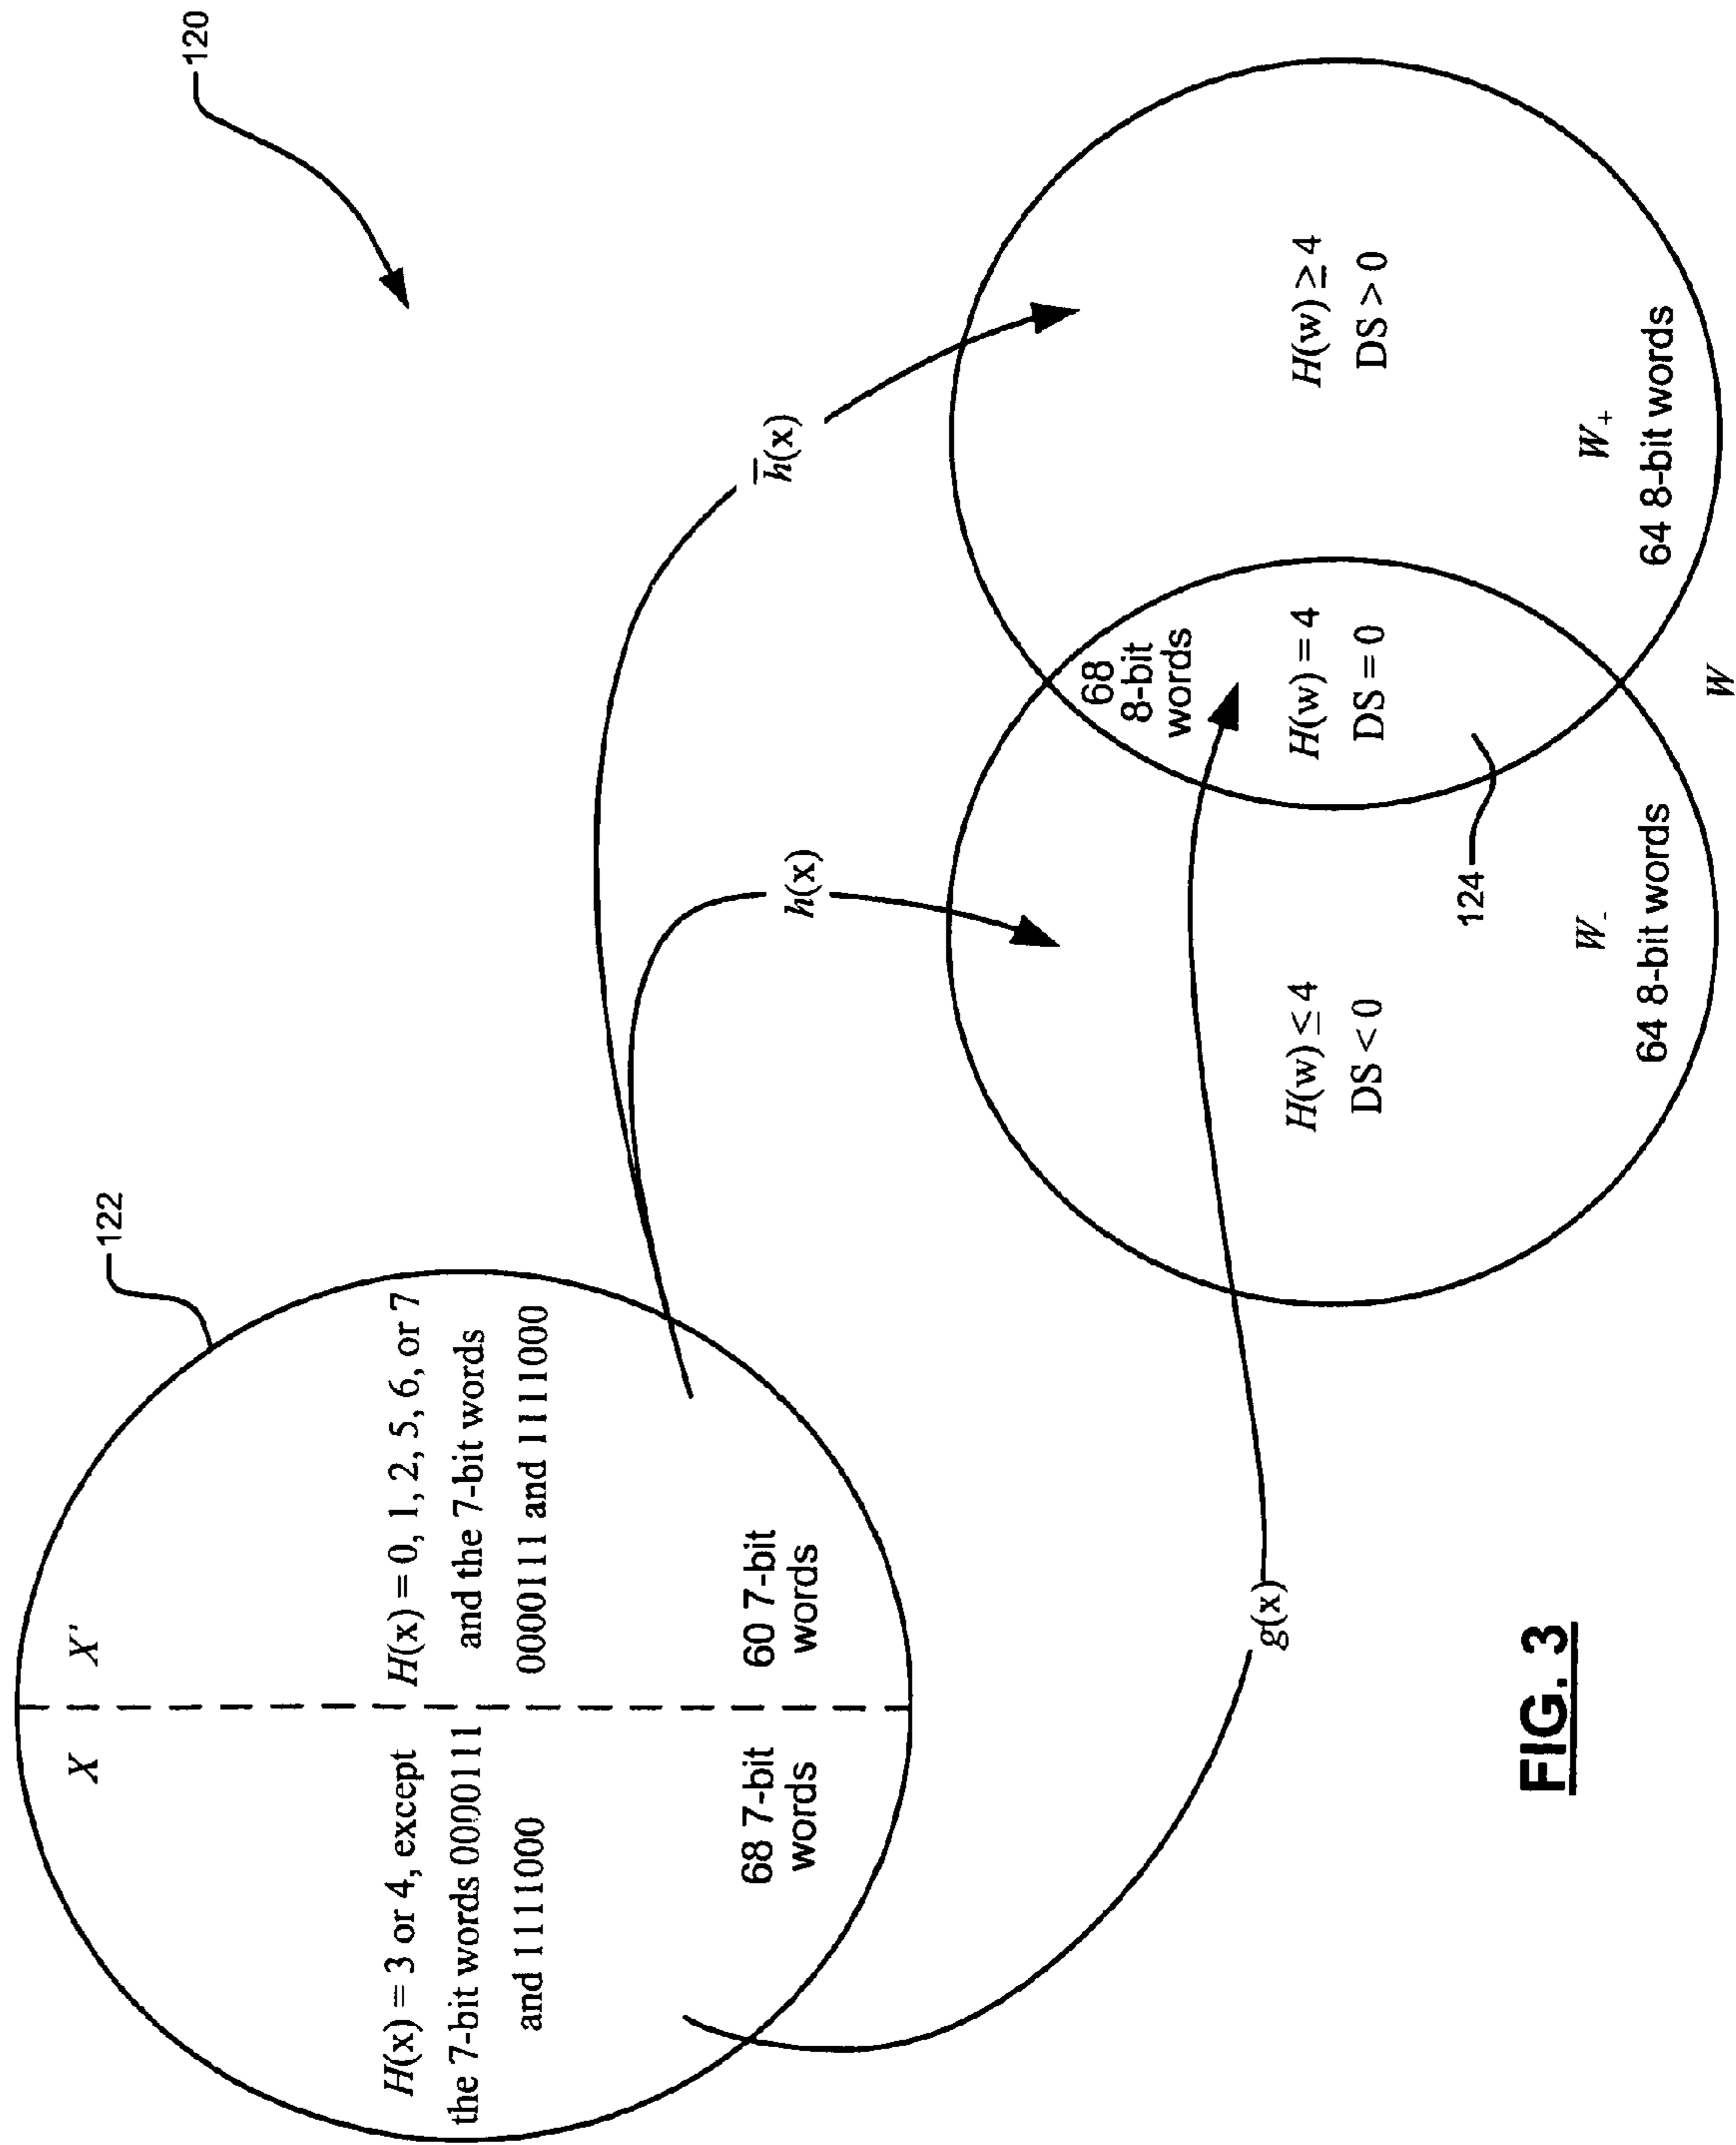 120
122
X
X'
H(x) = 3 or 4, except
the 7-bit words 0000111
and 1111000
H(x) = 0, 1, 2, 5, 6, or 7
and the 7-bit words
0000111 and 1111000
68 7-bit
words
60 7-bit
words
h(x)
h̅(x)
g(x)
68
8-bit
words
H(w) ≤ 4
DS < 0
H(w) = 4
DS = 0
H(w) ≥ 4
DS > 0
124
W-
64 8-bit words
W+
64 8-bit words
W
FIG. 3